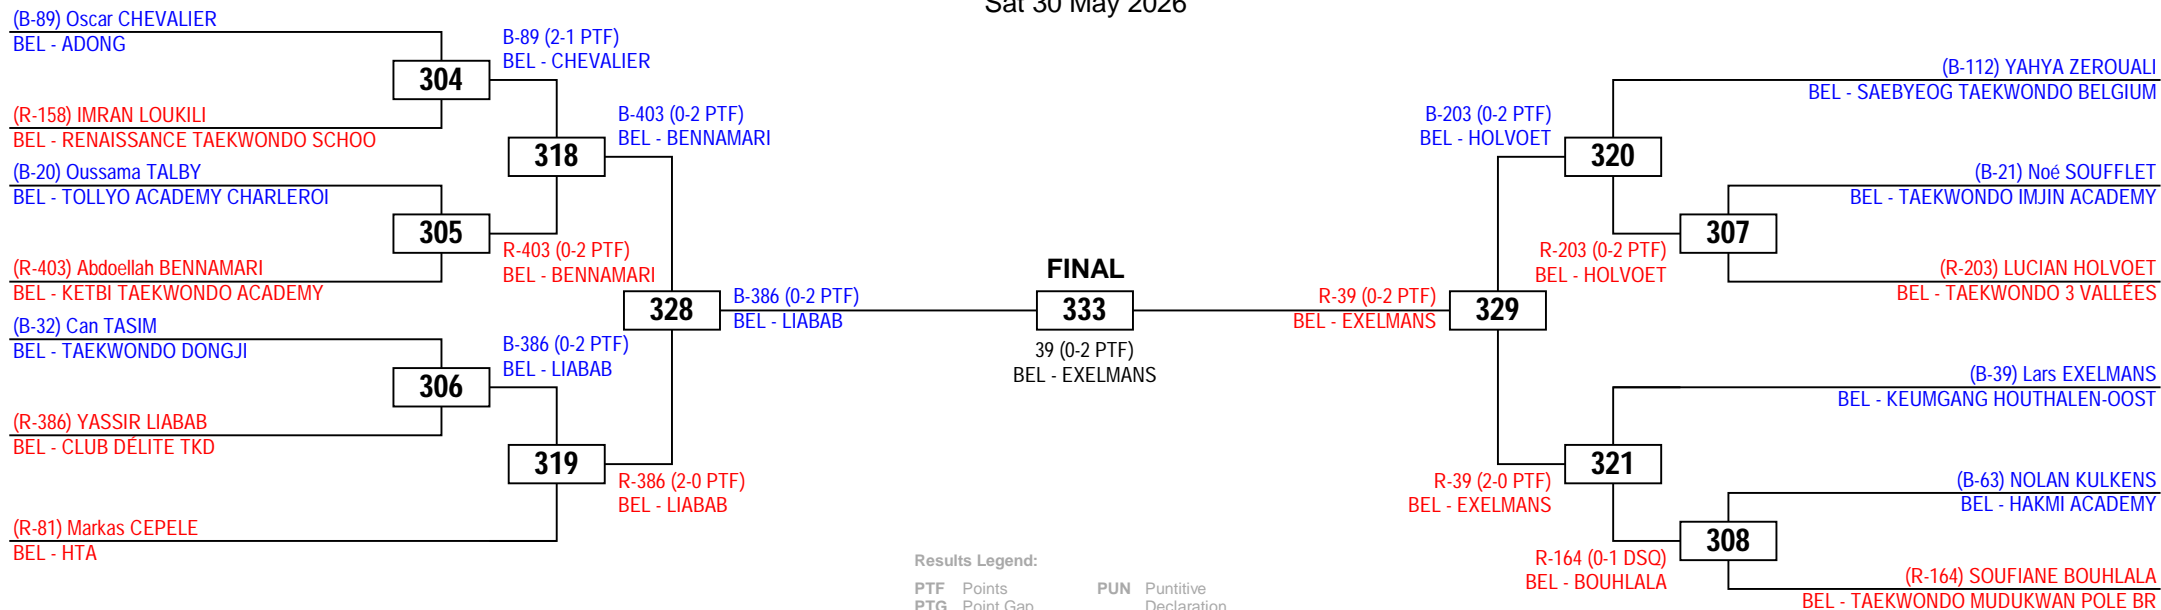 Sat 30 May 2026
(B-89) Oscar CHEVALIER
BEL - ADONG
(R-158) IMRAN LOUKILI
BEL - RENAISSANCE TAEKWONDO SCHOO
(B-20) Oussama TALBY
BEL - TOLLYO ACADEMY CHARLEROI
(R-403) Abdoellah BENNAMARI
BEL - KETBI TAEKWONDO ACADEMY
(B-32) Can TASIM
BEL - TAEKWONDO DONGJI
(R-386) YASSIR LIABAB
BEL - CLUB DÉLITE TKD
(R-81) Markas CEPELE
BEL - HTA
304
305
306
B-89 (2-1 PTF)
BEL - CHEVALIER
R-403 (0-2 PTF)
BEL - BENNAMARI
B-386 (0-2 PTF)
BEL - LIABAB
318
319
B-403 (0-2 PTF)
BEL - BENNAMARI
R-386 (2-0 PTF)
BEL - LIABAB
328
B-386 (0-2 PTF)
BEL - LIABAB
FINAL
333
39 (0-2 PTF)
BEL - EXELMANS
R-39 (0-2 PTF)
BEL - EXELMANS
329
B-203 (0-2 PTF)
BEL - HOLVOET
R-39 (2-0 PTF)
BEL - EXELMANS
320
321
R-203 (0-2 PTF)
BEL - HOLVOET
R-164 (0-1 DSQ)
BEL - BOUHLALA
307
308
(B-112) YAHYA ZEROUALI
BEL - SAEBYEOG TAEKWONDO BELGIUM
(B-21) Noé SOUFFLET
BEL - TAEKWONDO IMJIN ACADEMY
(R-203) LUCIAN HOLVOET
BEL - TAEKWONDO 3 VALLÉES
(B-39) Lars EXELMANS
BEL - KEUMGANG HOUTHALEN-OOST
(B-63) NOLAN KULKENS
BEL - HAKMI ACADEMY
(R-164) SOUFIANE BOUHLALA
BEL - TAEKWONDO MUDUKWAN POLE BR
Results Legend:
PTF Points PUN Puntitive
PTG Point Gap Declaration